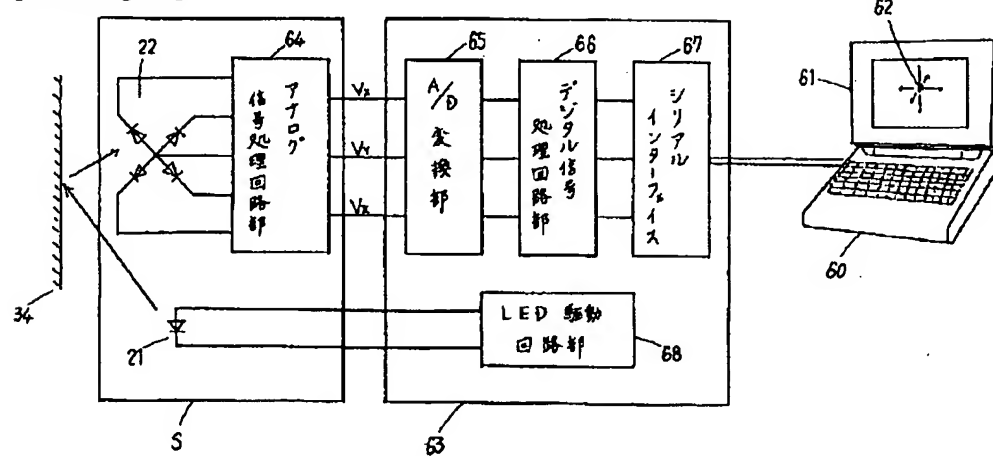 62
22
64
65
66
67
61
アナログ
信号処理回路部
Vx
Vy
Vz
A/D
変換部
デジタル信号
処理回路部
シリアル
インターフェイス
60
34
21
LED駆動
回路部
68
S
63